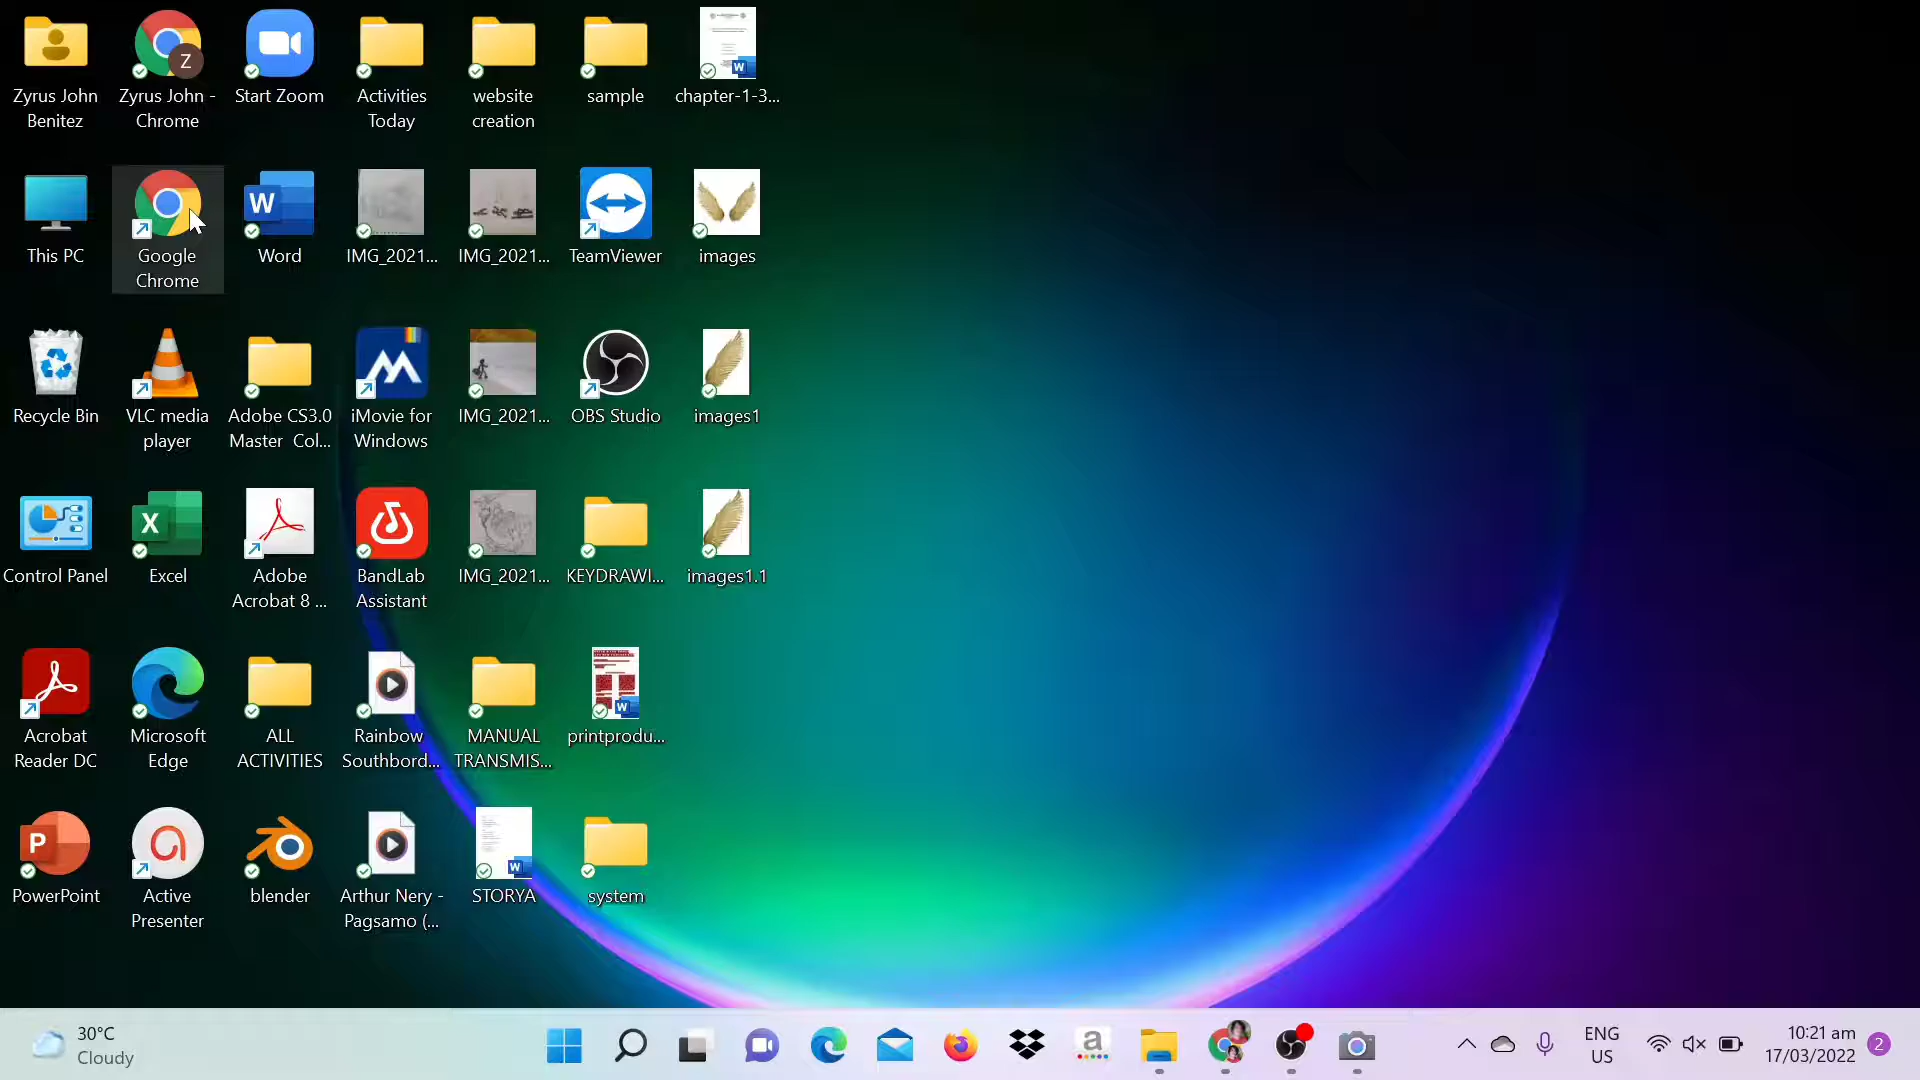 Zyrus John
Benitez
Zyrus John -
Chrome
Start Zoom
Activities
Today
website
creation
sample
chapter-1-3...
This PC
Google
Chrome
Word
IMG_2021...
IMG_2021...
TeamViewer
images
Recycle Bin
VLC media
player
Adobe CS3.0
Master Col...
iMovie for
Windows
IMG_2021...
OBS Studio
images1
Control Panel
Excel
Adobe
Acrobat 8 ...
BandLab
Assistant
IMG_2021...
KEYDRAWI...
images1.1
Acrobat
Reader DC
Microsoft
Edge
ALL
ACTIVITIES
Rainbow
Southbord...
MANUAL
TRANSMIS...
printprodu...
PowerPoint
Active
Presenter
blender
Arthur Nery -
Pagsamo (...
STORYA
system
30°C
Cloudy
ENG
US
10:21 am
17/03/2022
2